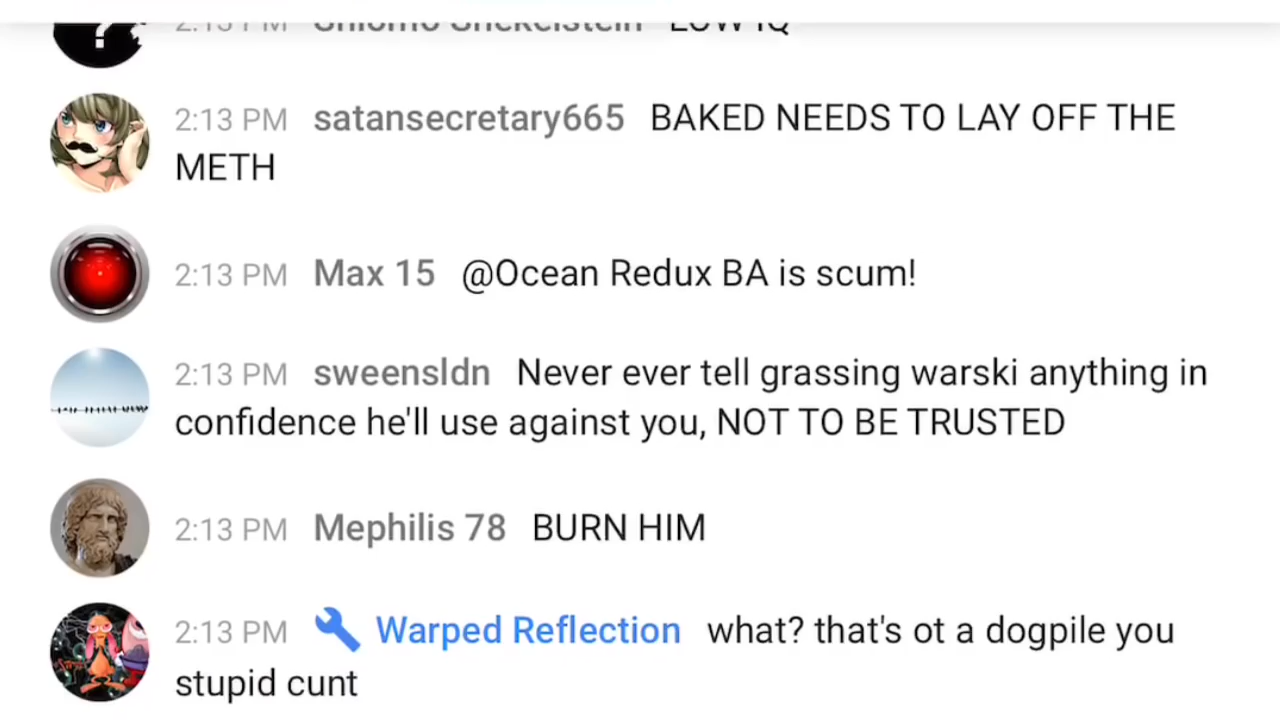 LOW IQ
2:13 PM satansecretary665 BAKED NEEDS TO LAY OFF THE
METH
2:13 PM Max 15 @Ocean Redux BA is scum!
2:13 PM sweensldn Never ever tell grassing warski anything in
confidence he'll use against you, NOT TO BE TRUSTED
2:13 PM Mephilis 78 BURN HIM
2:13 PM Warped Reflection what? that's ot a dogpile you
stupid cunt